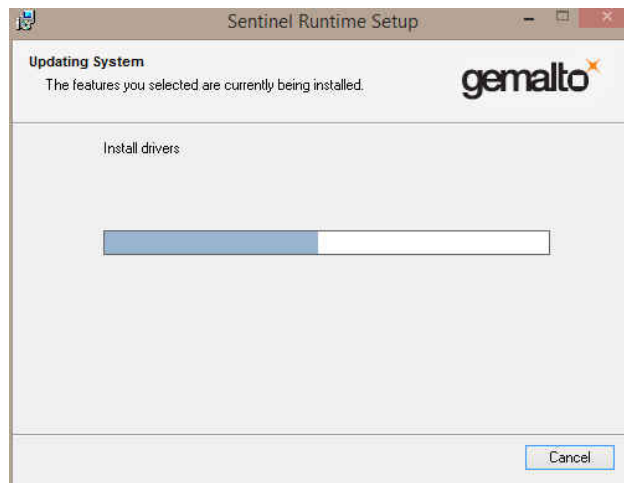 Sentinel Runtime Setup
Updating System
The features you selected are currently being installed.
gemalto
Install drivers
Cancel